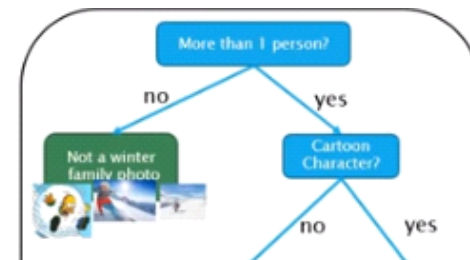 More than 1 person?
no
yes
Not a winter
family photo
Cartoon
Character?
no
yes